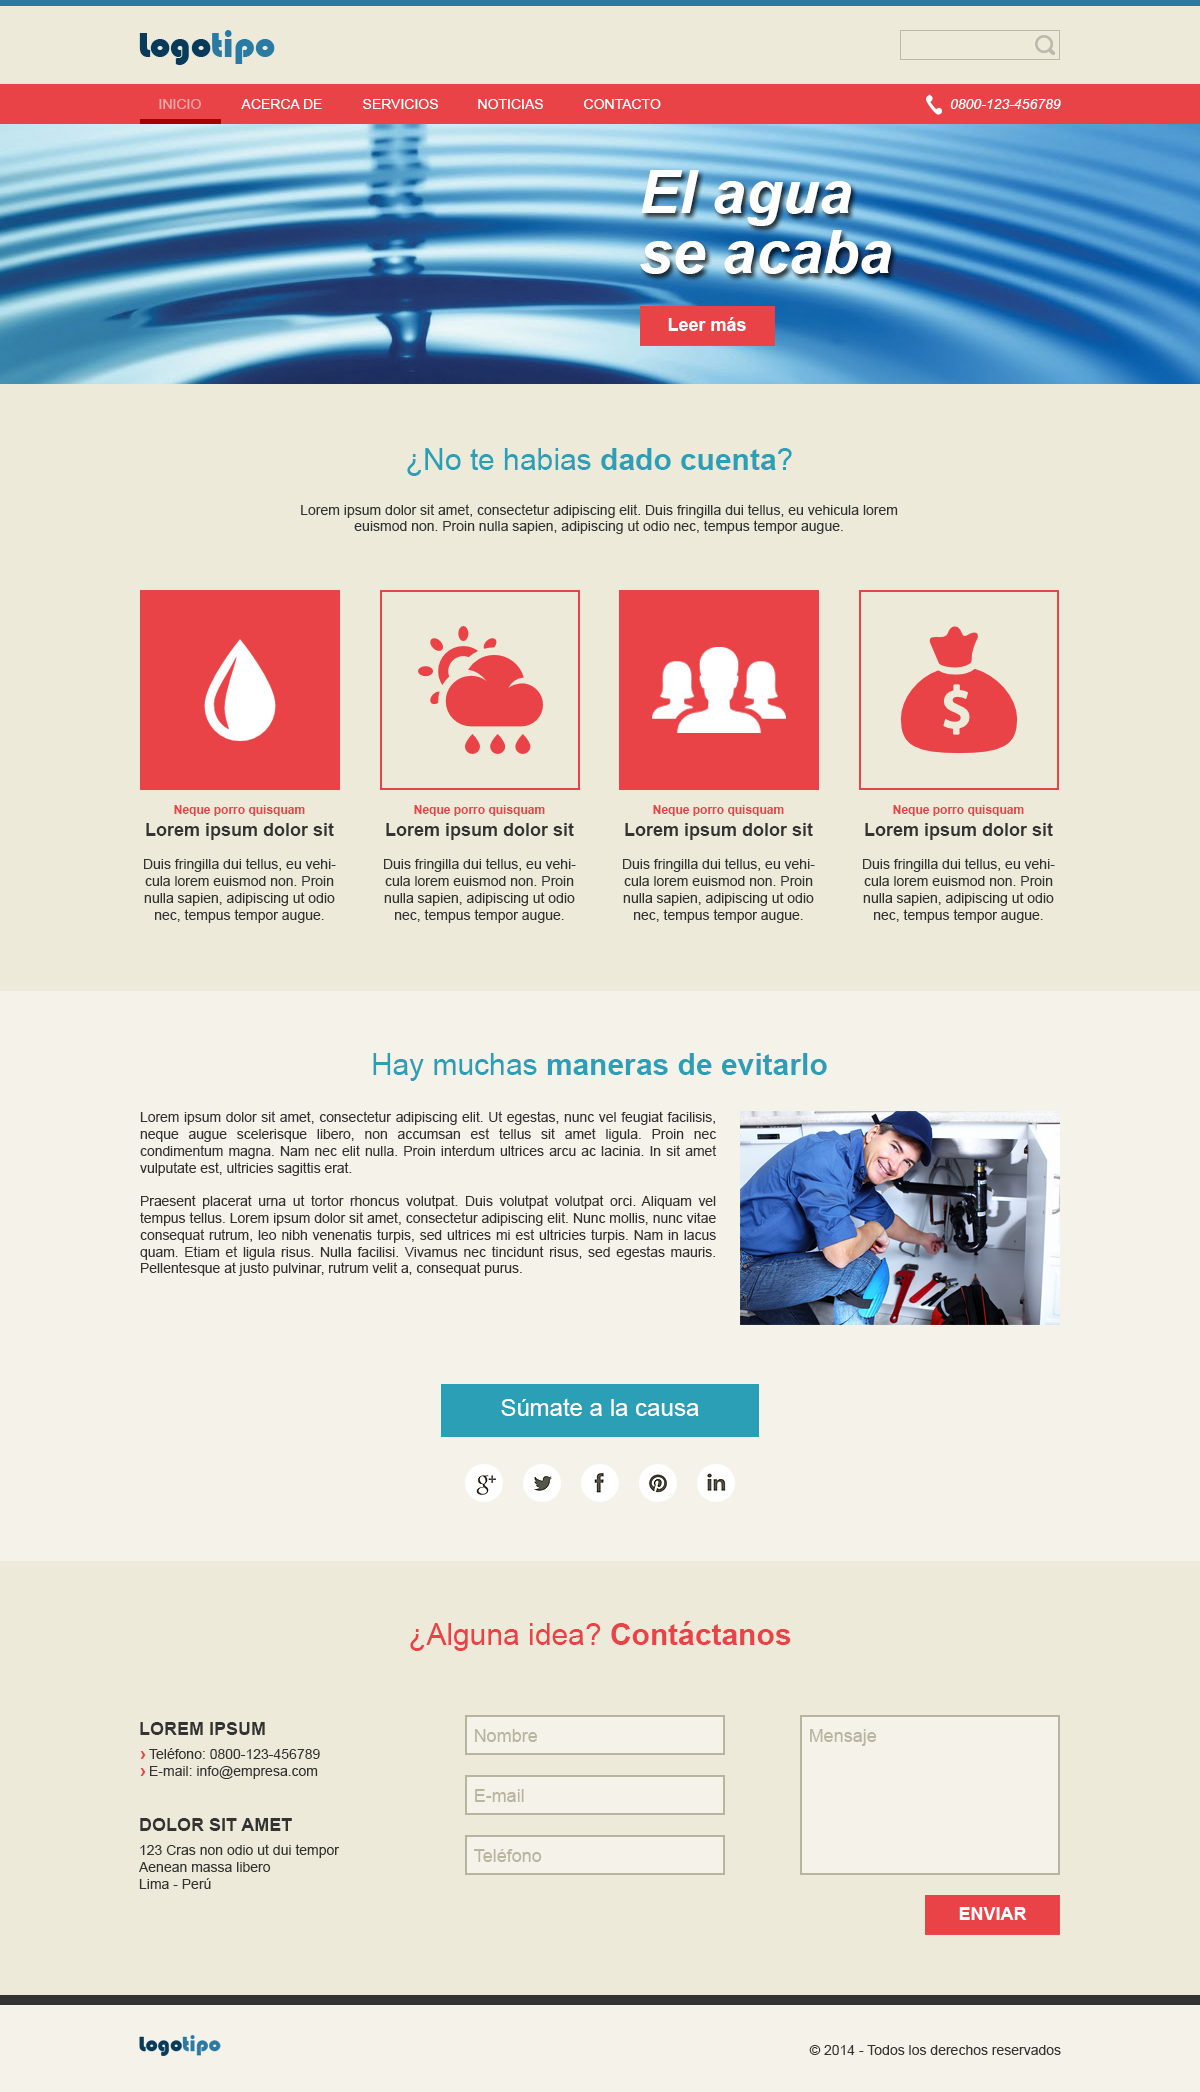 logotipo
INICIO ACERCA DE SERVICIOS NOTICIAS CONTACTO 0800-123-456789
El agua
se acaba
Leer más
¿No te habias dado cuenta?
Lorem ipsum dolor sit amet, consectetur adipiscing elit. Duis fringilla dui tellus, eu vehicula lorem
euismod non. Proin nulla sapien, adipiscing ut odio nec, tempus tempor augue.
$
Neque porro quisquam
Lorem ipsum dolor sit
Duis fringilla dui tellus, eu vehi-
cula lorem euismod non. Proin
nulla sapien, adipiscing ut odio
nec, tempus tempor augue.
Neque porro quisquam
Lorem ipsum dolor sit
Duis fringilla dui tellus, eu vehi-
cula lorem euismod non. Proin
nulla sapien, adipiscing ut odio
nec, tempus tempor augue.
Neque porro quisquam
Lorem ipsum dolor sit
Duis fringilla dui tellus, eu vehi-
cula lorem euismod non. Proin
nulla sapien, adipiscing ut odio
nec, tempus tempor augue.
Neque porro quisquam
Lorem ipsum dolor sit
Duis fringilla dui tellus, eu vehi-
cula lorem euismod non. Proin
nulla sapien, adipiscing ut odio
nec, tempus tempor augue.
Hay muchas maneras de evitarlo
Lorem ipsum dolor sit amet, consectetur adipiscing elit. Ut egestas, nunc vel feugiat facilisis,
neque augue scelerisque libero, non accumsan est tellus sit amet ligula. Proin nec
condimentum magna. Nam nec elit nulla. Proin interdum ultrices arcu ac lacinia. In sit amet
vulputate est, ultricies sagittis erat.
Praesent placerat urna ut tortor rhoncus volutpat. Duis volutpat volutpat orci. Aliquam vel
tempus tellus. Lorem ipsum dolor sit amet, consectetur adipiscing elit. Nunc mollis, nunc vitae
consequat rutrum, leo nibh venenatis turpis, sed ultrices mi est ultricies turpis. Nam in lacus
quam. Etiam et ligula risus. Nulla facilisi. Vivamus nec tincidunt risus, sed egestas mauris.
Pellentesque at justo pulvinar, rutrum velit a, consequat purus.
Súmate a la causa
g+ f in
¿Alguna idea? Contáctanos
LOREM IPSUM
› Teléfono: 0800-123-456789
› E-mail: info@empresa.com
DOLOR SIT AMET
123 Cras non odio ut dui tempor
Aenean massa libero
Lima - Perú
Nombre
E-mail
Teléfono
Mensaje
ENVIAR
logotipo
© 2014 - Todos los derechos reservados